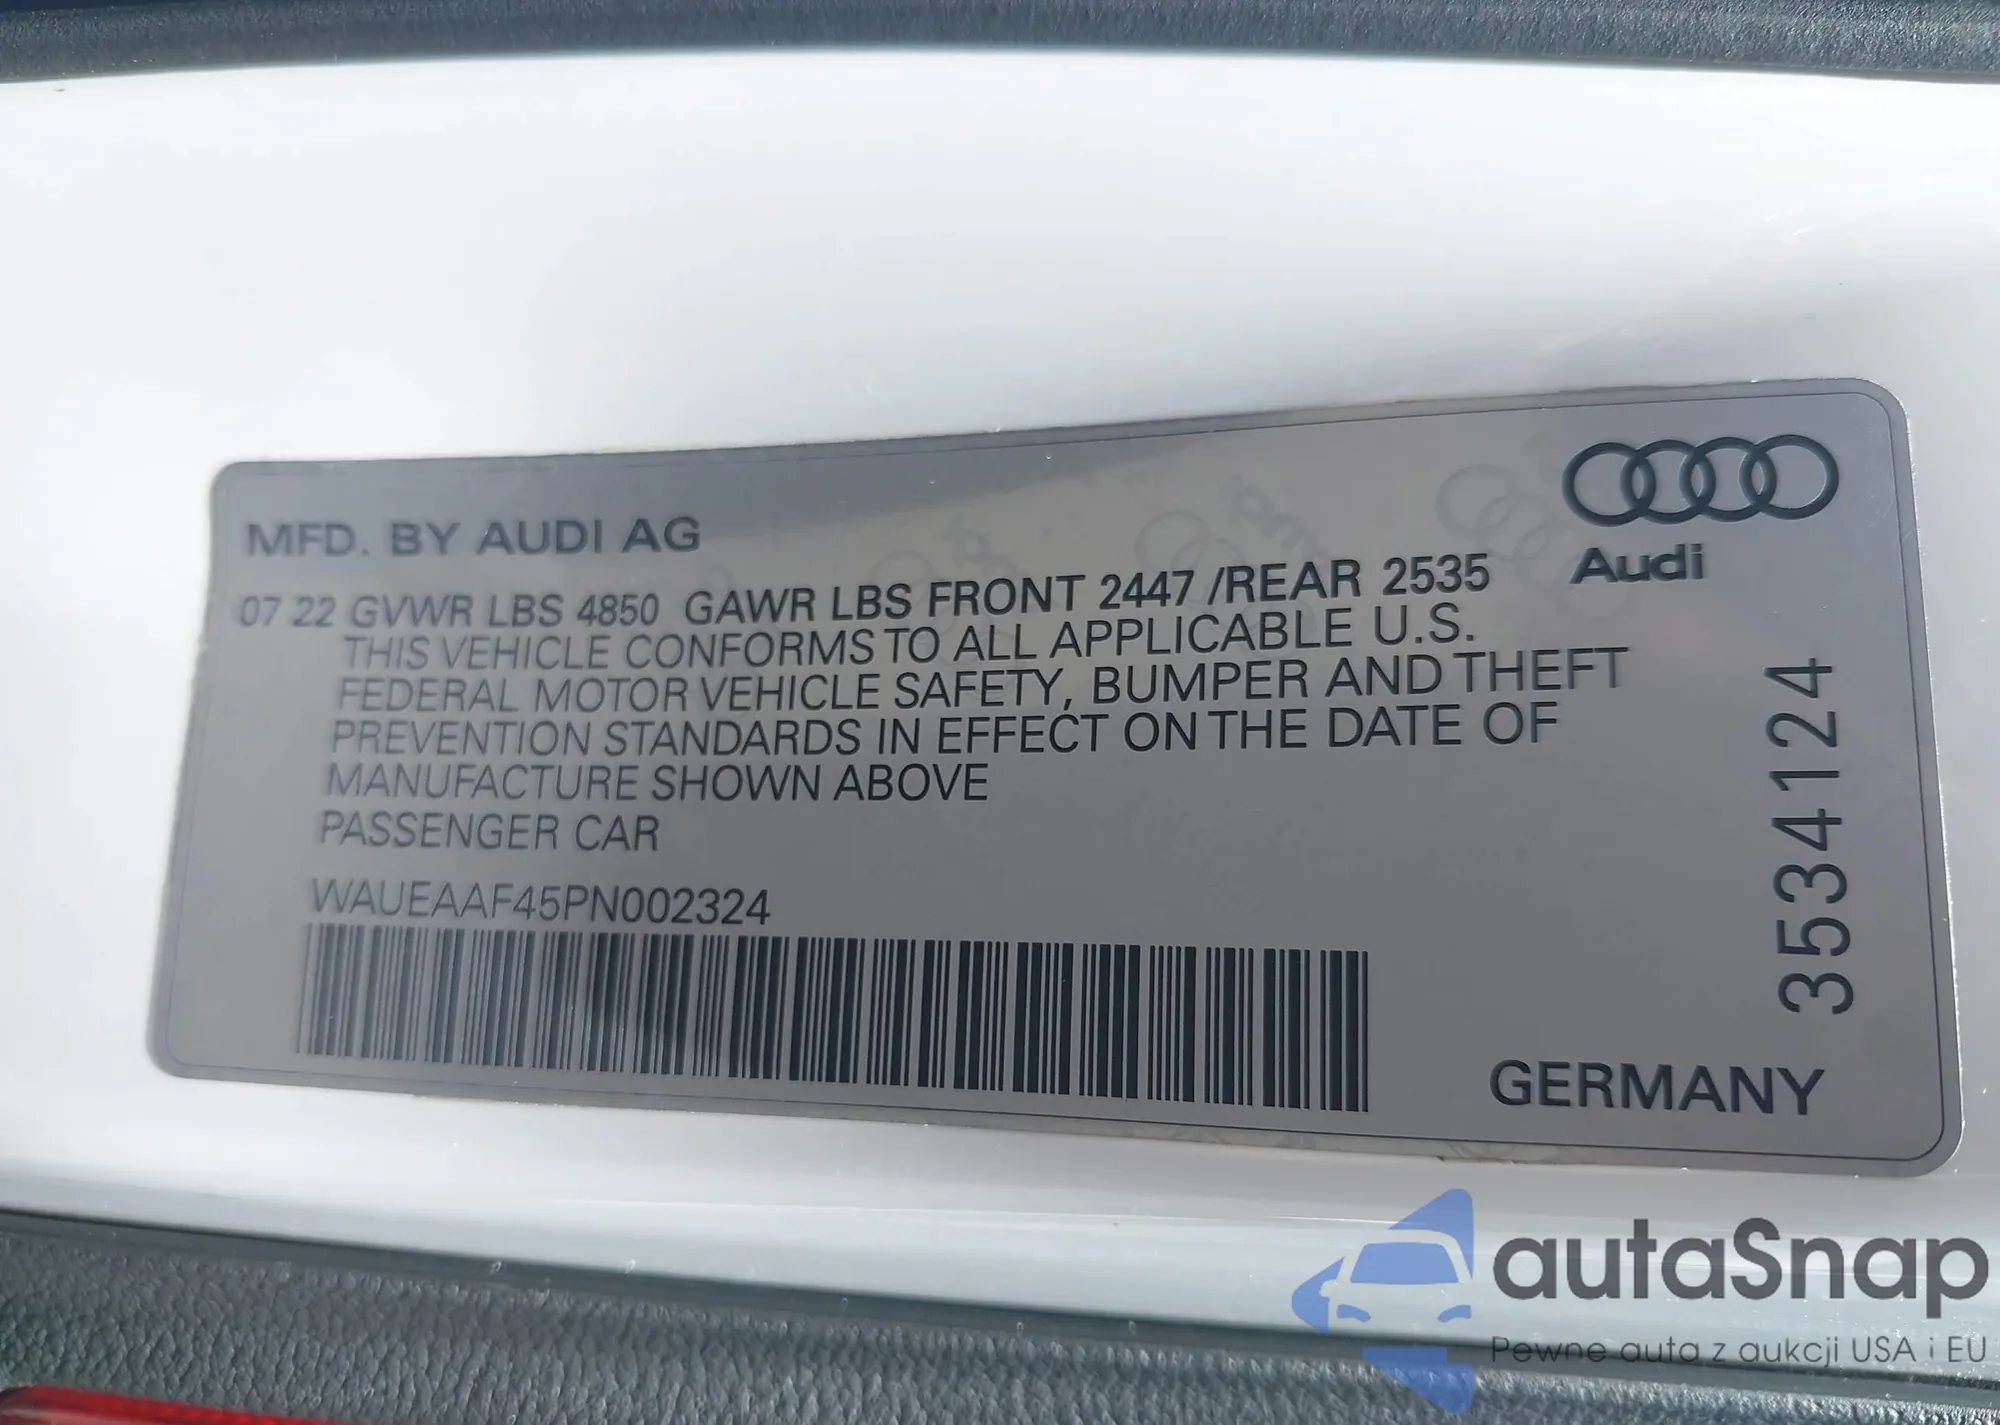 MFD. BY AUDI AG
Audi
07 22 GVWR LBS 4850 GAWR LBS FRONT 2447 /REAR 2535
THIS VEHICLE CONFORMS TO ALL APPLICABLE U.S.
FEDERAL MOTOR VEHICLE SAFETY, BUMPER AND THEFT
PREVENTION STANDARDS IN EFFECT ON THE DATE OF
MANUFACTURE SHOWN ABOVE
PASSENGER CAR
WAUEAAF45PN002324
3534124
GERMANY
autaSnap
Pewne auta z aukcji USA i EU